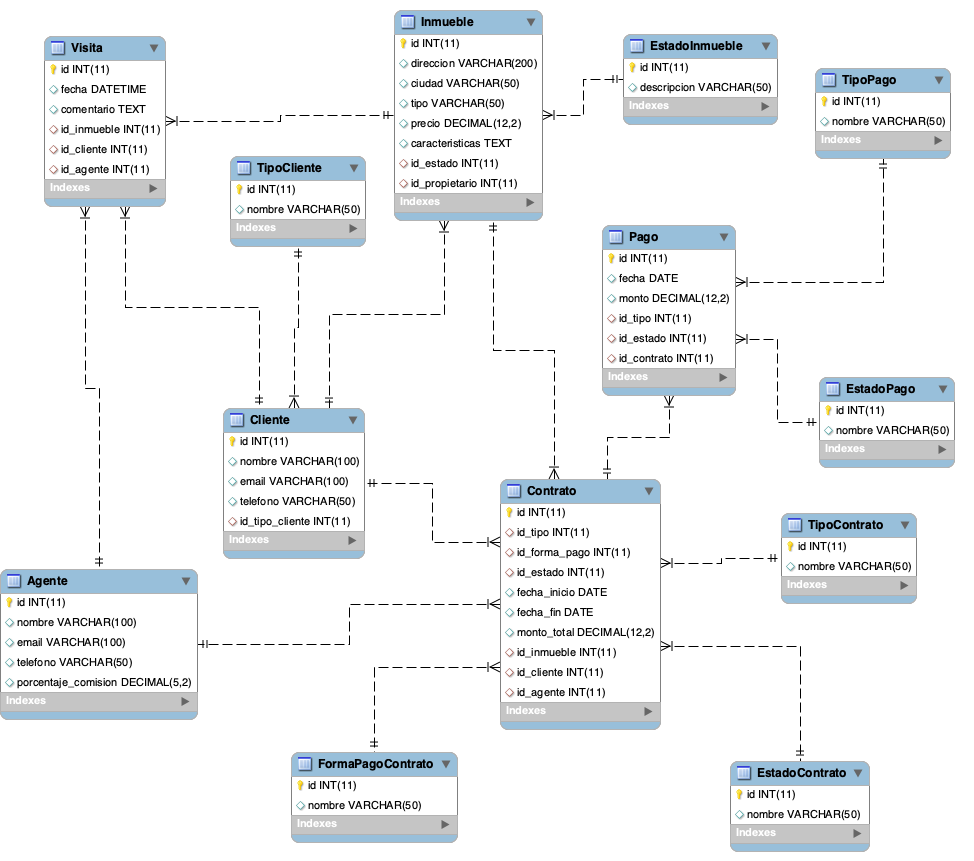 Visita
id INT(11)
fecha DATETIME
comentario TEXT
id_inmueble INT(11)
id_cliente INT(11)
id_agente INT(11)
Indexes
Inmueble
id INT(11)
direccion VARCHAR(200)
ciudad VARCHAR(50)
tipo VARCHAR(50)
precio DECIMAL(12,2)
caracteristicas TEXT
id_estado INT(11)
id_propietario INT(11)
Indexes
EstadoInmueble
id INT(11)
descripcion VARCHAR(50)
Indexes
TipoPago
id INT(11)
nombre VARCHAR(50)
Indexes
TipoCliente
id INT(11)
nombre VARCHAR(50)
Indexes
Pago
id INT(11)
fecha DATE
monto DECIMAL(12,2)
id_tipo INT(11)
id_estado INT(11)
id_contrato INT(11)
Indexes
EstadoPago
id INT(11)
nombre VARCHAR(50)
Indexes
Cliente
id INT(11)
nombre VARCHAR(100)
email VARCHAR(100)
telefono VARCHAR(50)
id_tipo_cliente INT(11)
Indexes
Contrato
id INT(11)
id_tipo INT(11)
id_forma_pago INT(11)
id_estado INT(11)
fecha_inicio DATE
fecha_fin DATE
monto_total DECIMAL(12,2)
id_inmueble INT(11)
id_cliente INT(11)
id_agente INT(11)
Indexes
TipoContrato
id INT(11)
nombre VARCHAR(50)
Indexes
Agente
id INT(11)
nombre VARCHAR(100)
email VARCHAR(100)
telefono VARCHAR(50)
porcentaje_comision DECIMAL(5,2)
Indexes
FormaPagoContrato
id INT(11)
nombre VARCHAR(50)
Indexes
EstadoContrato
id INT(11)
nombre VARCHAR(50)
Indexes